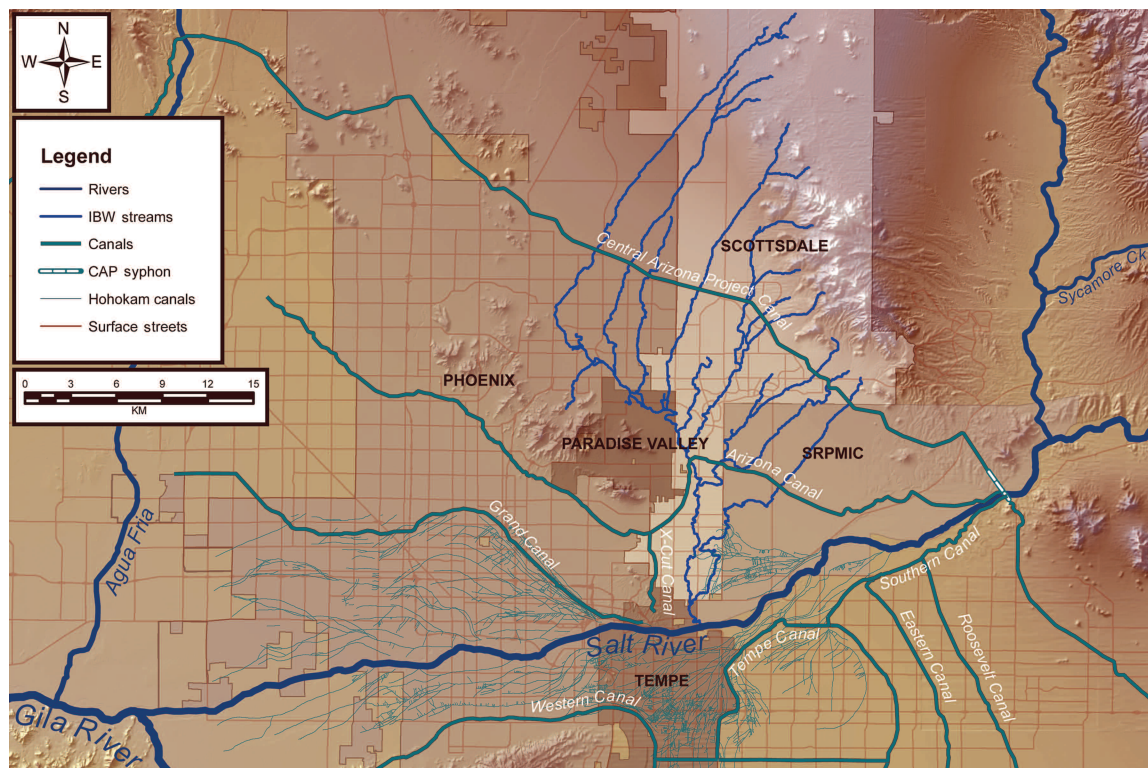 N
W E
S
Legend
Rivers
IBW streams
Canals
CAP syphon
Hohokam canals
Surface streets
0 3 6 9 12 15
KM
SCOTTSDALE
Central Arizona Project Canal
Sycamore Ck
PHOENIX
PARADISE VALLEY
SRPMIC
Arizona Canal
Grand Canal
X-Cut Canal
Agua Fria
Southern Canal
Salt River
Tempe Canal
Eastern Canal
Roosevelt Canal
TEMPE
Western Canal
Gila River